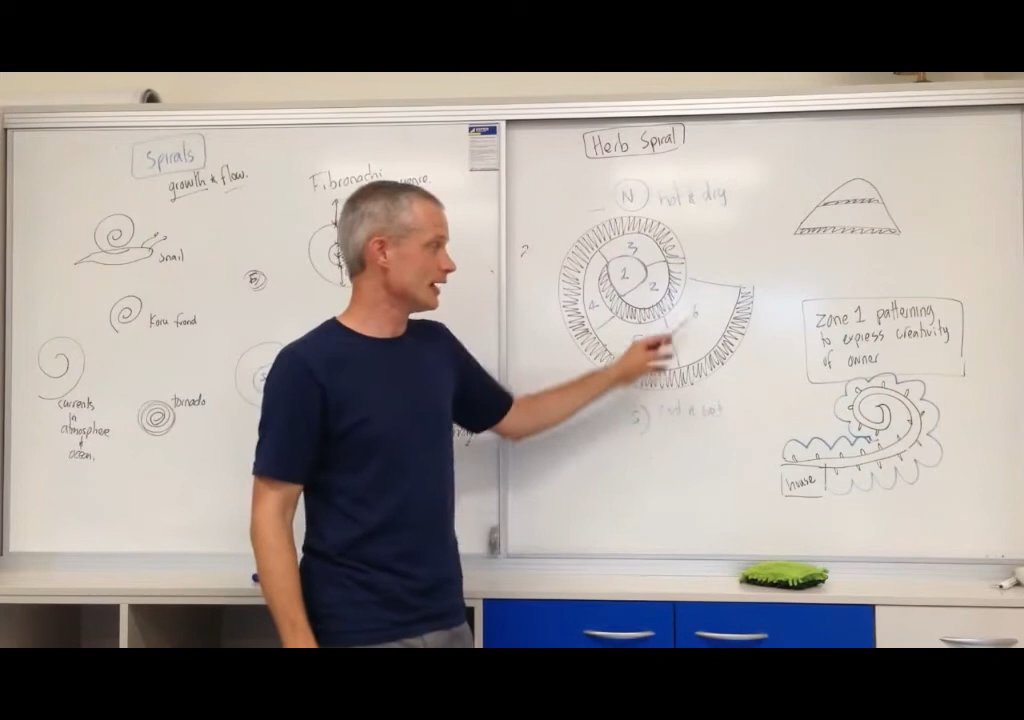 Spirals
growth & flow.
Fibronachi
snail
Koru frond
currents
in
atmosphere
&
ocean.
tornado
Herb Spiral
N hot & dry
3
1
2
4
6
S
?
Zone 1 patterning
to express creativity
of owner
house